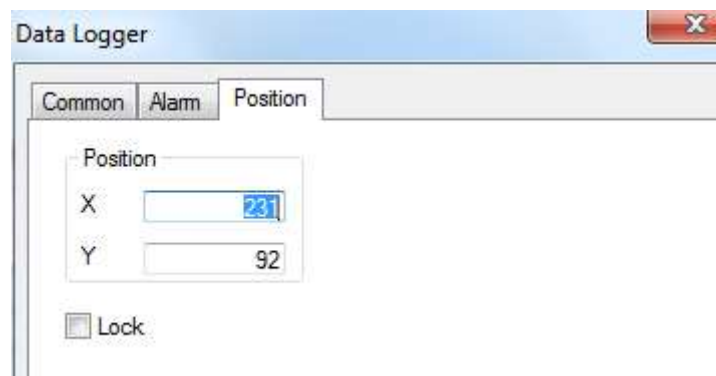 Data Logger
Common Alarm Position
Position
X 231
Y 92
Lock